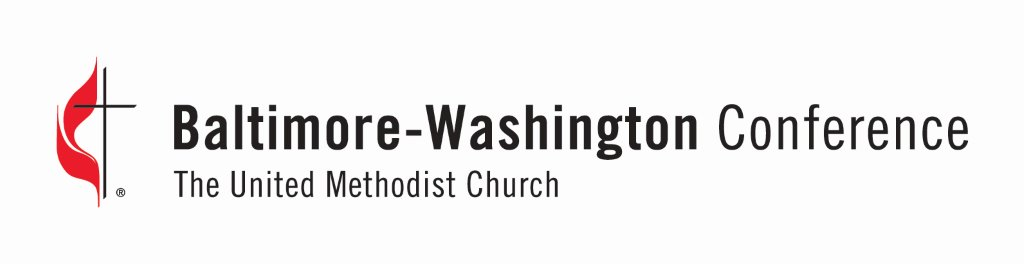 Baltimore-Washington Conference
The United Methodist Church
®